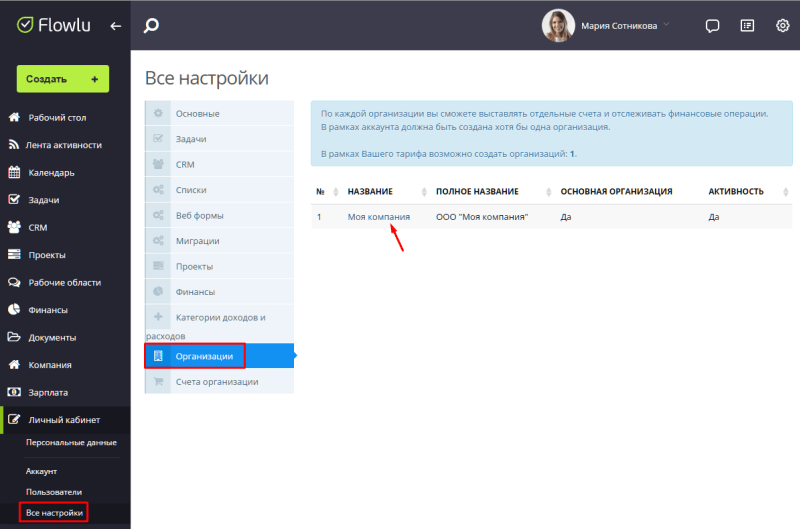 Flowlu
Мария Сотникова
Создать +
Рабочий стол
Лента активности
Календарь
Задачи
CRM
Проекты
Рабочие области
Финансы
Документы
Компания
Зарплата
Личный кабинет
Персональные данные
Аккаунт
Пользователи
Все настройки
Все настройки
Основные
Задачи
CRM
Списки
Веб формы
Миграции
Проекты
Финансы
Категории доходов и
расходов
Организации
Счета организации
По каждой организации вы сможете выставлять отдельные счета и отслеживать финансовые операции.
В рамках аккаунта должна быть создана хотя бы одна организация.
В рамках Вашего тарифа возможно создать организаций: 1.
№ НАЗВАНИЕ ПОЛНОЕ НАЗВАНИЕ ОСНОВНАЯ ОРГАНИЗАЦИЯ АКТИВНОСТЬ
1 Моя компания ООО "Моя компания" Да Да